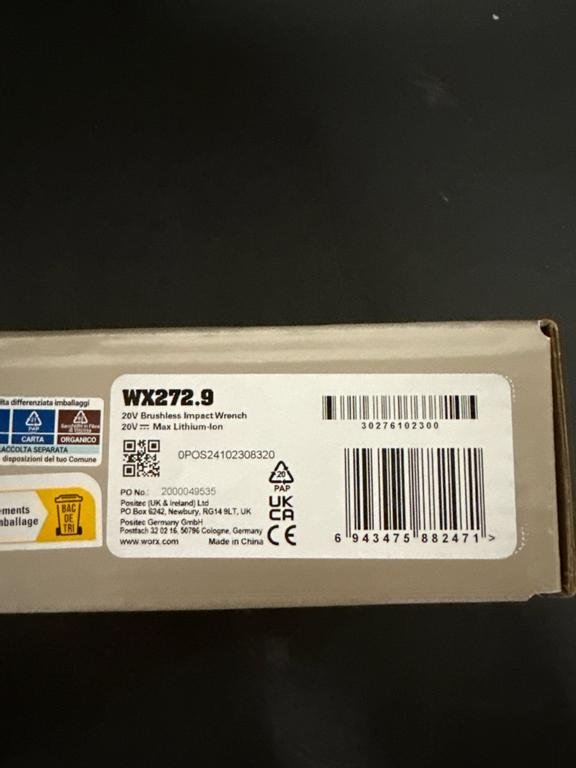 lta differenziata imballaggi
21
PAP
CARTA
ORGANICO
RACCOLTA SEPARATA
disposizioni del tuo Comune
ements
mballage
BAC
DE
TRI
WX272.9
20V Brushless Impact Wrench
20V Max Lithium-Ion
0POS24102308320
PO No.: 2000049535
Positec (UK & Ireland) Ltd
PO Box 6242, Newbury, RG14 9LT, UK
Positec Germany GmbH
Postfach 32 02 16, 50796 Cologne, Germany
www.worx.com Made in China
20
PAP
UK
CA
CE
30276102300
6 943475 882471 >